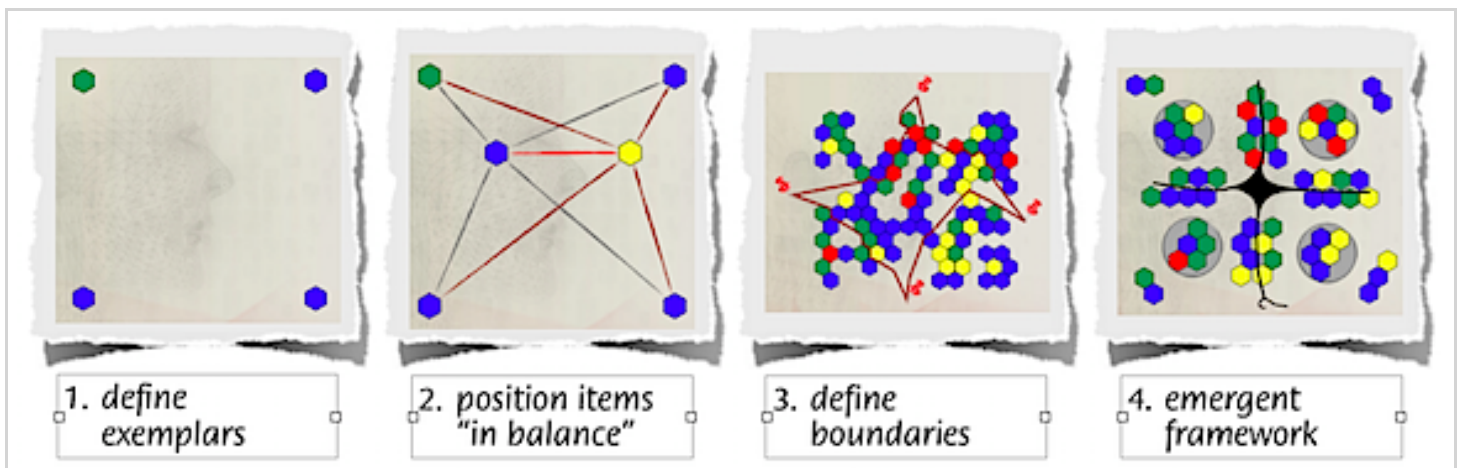 1. define
exemplars
2. position items
"in balance"
3. define
boundaries
4. emergent
framework